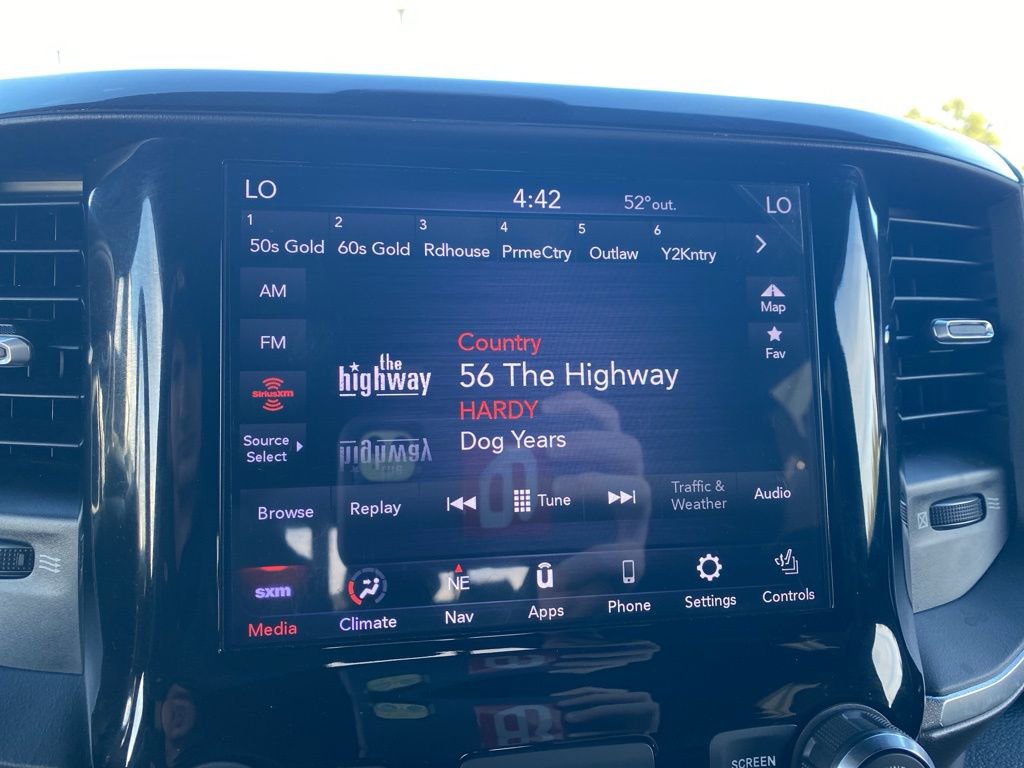 LO 4:42 52°out. LO
1 2 3 4 5 6
50s Gold 60s Gold Rdhouse PrmeCtry Outlaw Y2Kntry
AM
Map
FM
Fav
siriusxm
Source
Select
the
highway
Country
56 The Highway
HARDY
Dog Years
Browse Replay Tune
Traffic &
Weather
Audio
sxm
Media
Climate
NE
Nav
Apps
Phone
Settings
Controls
SCREEN